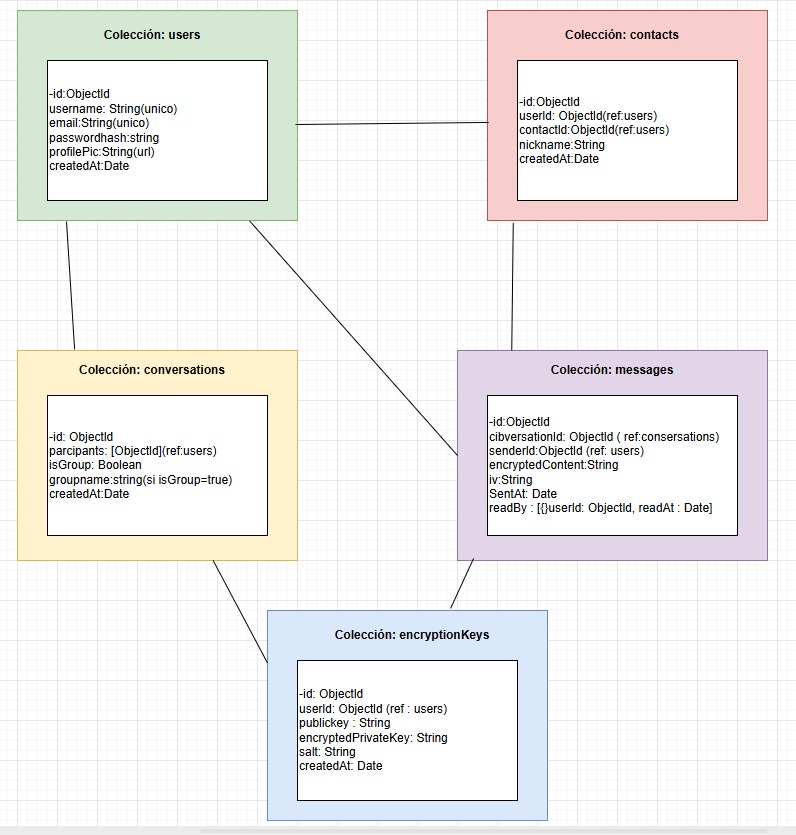 Colección: users
-id:ObjectId
username: String(unico)
email:String(unico)
passwordhash:string
profilePic:String(url)
createdAt:Date
Colección: contacts
-id:ObjectId
userId: ObjectId(ref:users)
contactId:ObjectId(ref:users)
nickname:String
createdAt:Date
Colección: conversations
-id: ObjectId
parcipants: [ObjectId](ref:users)
isGroup: Boolean
groupname:string(si isGroup=true)
createdAt:Date
Colección: messages
-id:ObjectId
cibversationId: ObjectId ( ref:consersations)
senderId:ObjectId (ref: users)
encryptedContent:String
iv:String
SentAt: Date
readBy : [{}userId: ObjectId, readAt : Date]
Colección: encryptionKeys
-id: ObjectId
userId: ObjectId (ref : users)
publickey : String
encryptedPrivateKey: String
salt: String
createdAt: Date